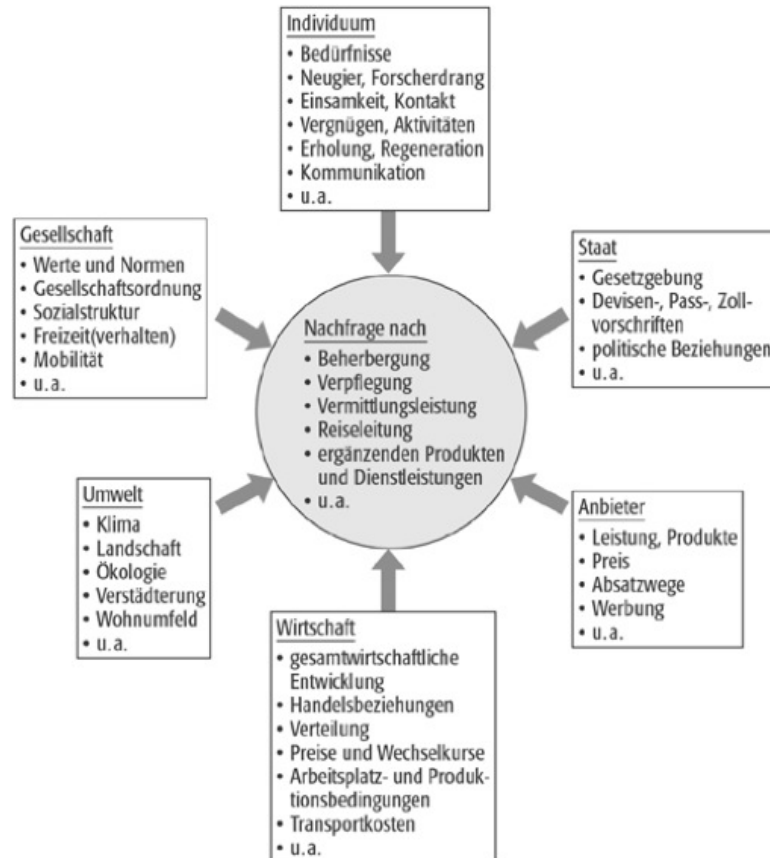 Individuum
• Bedürfnisse
• Neugier, Forscherdrang
• Einsamkeit, Kontakt
• Vergnügen, Aktivitäten
• Erholung, Regeneration
• Kommunikation
• u.a.
Gesellschaft
• Werte und Normen
• Gesellschaftsordnung
• Sozialstruktur
• Freizeit(verhalten)
• Mobilität
• u.a.
Staat
• Gesetzgebung
• Devisen-, Pass-, Zoll-
vorschriften
• politische Beziehungen
• u.a.
Nachfrage nach
• Beherbergung
• Verpflegung
• Vermittlungsleistung
• Reiseleitung
• ergänzenden Produkten
und Dienstleistungen
• u.a.
Umwelt
• Klima
• Landschaft
• Ökologie
• Verstädterung
• Wohnumfeld
• u.a.
Anbieter
• Leistung, Produkte
• Preis
• Absatzwege
• Werbung
• u.a.
Wirtschaft
• gesamtwirtschaftliche
Entwicklung
• Handelsbeziehungen
• Verteilung
• Preise und Wechselkurse
• Arbeitsplatz- und Produk-
tionsbedingungen
• Transportkosten
• u.a.